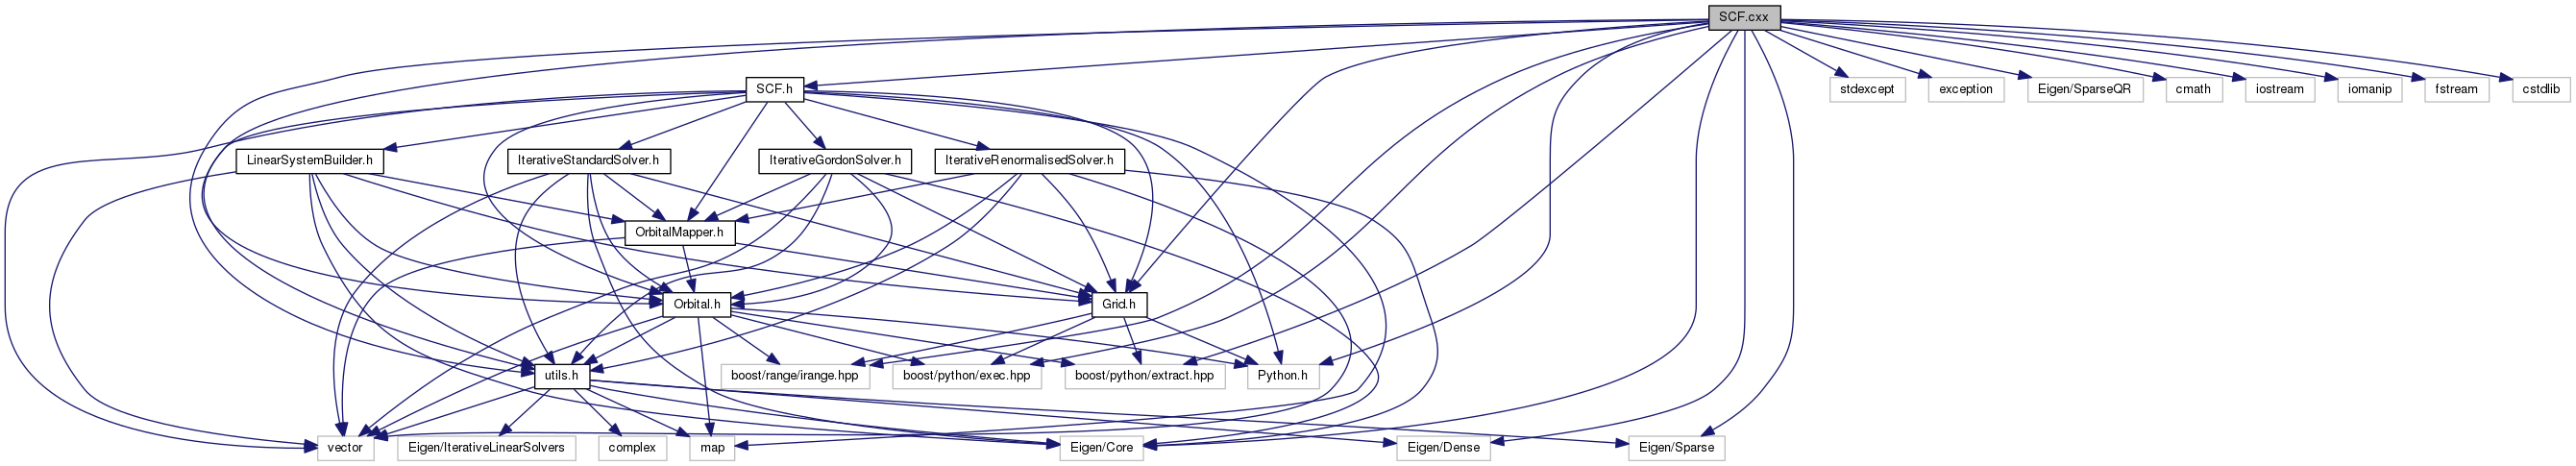 SCF.cxx
SCF.h
stdexcept
exception
Eigen/SparseQR
cmath
iostream
iomanip
fstream
cstdlib
LinearSystemBuilder.h
IterativeStandardSolver.h
IterativeGordonSolver.h
IterativeRenormalisedSolver.h
OrbitalMapper.h
Orbital.h
Grid.h
utils.h
boost/range/irange.hpp
boost/python/exec.hpp
boost/python/extract.hpp
Python.h
vector
Eigen/IterativeLinearSolvers
complex
map
Eigen/Core
Eigen/Dense
Eigen/Sparse